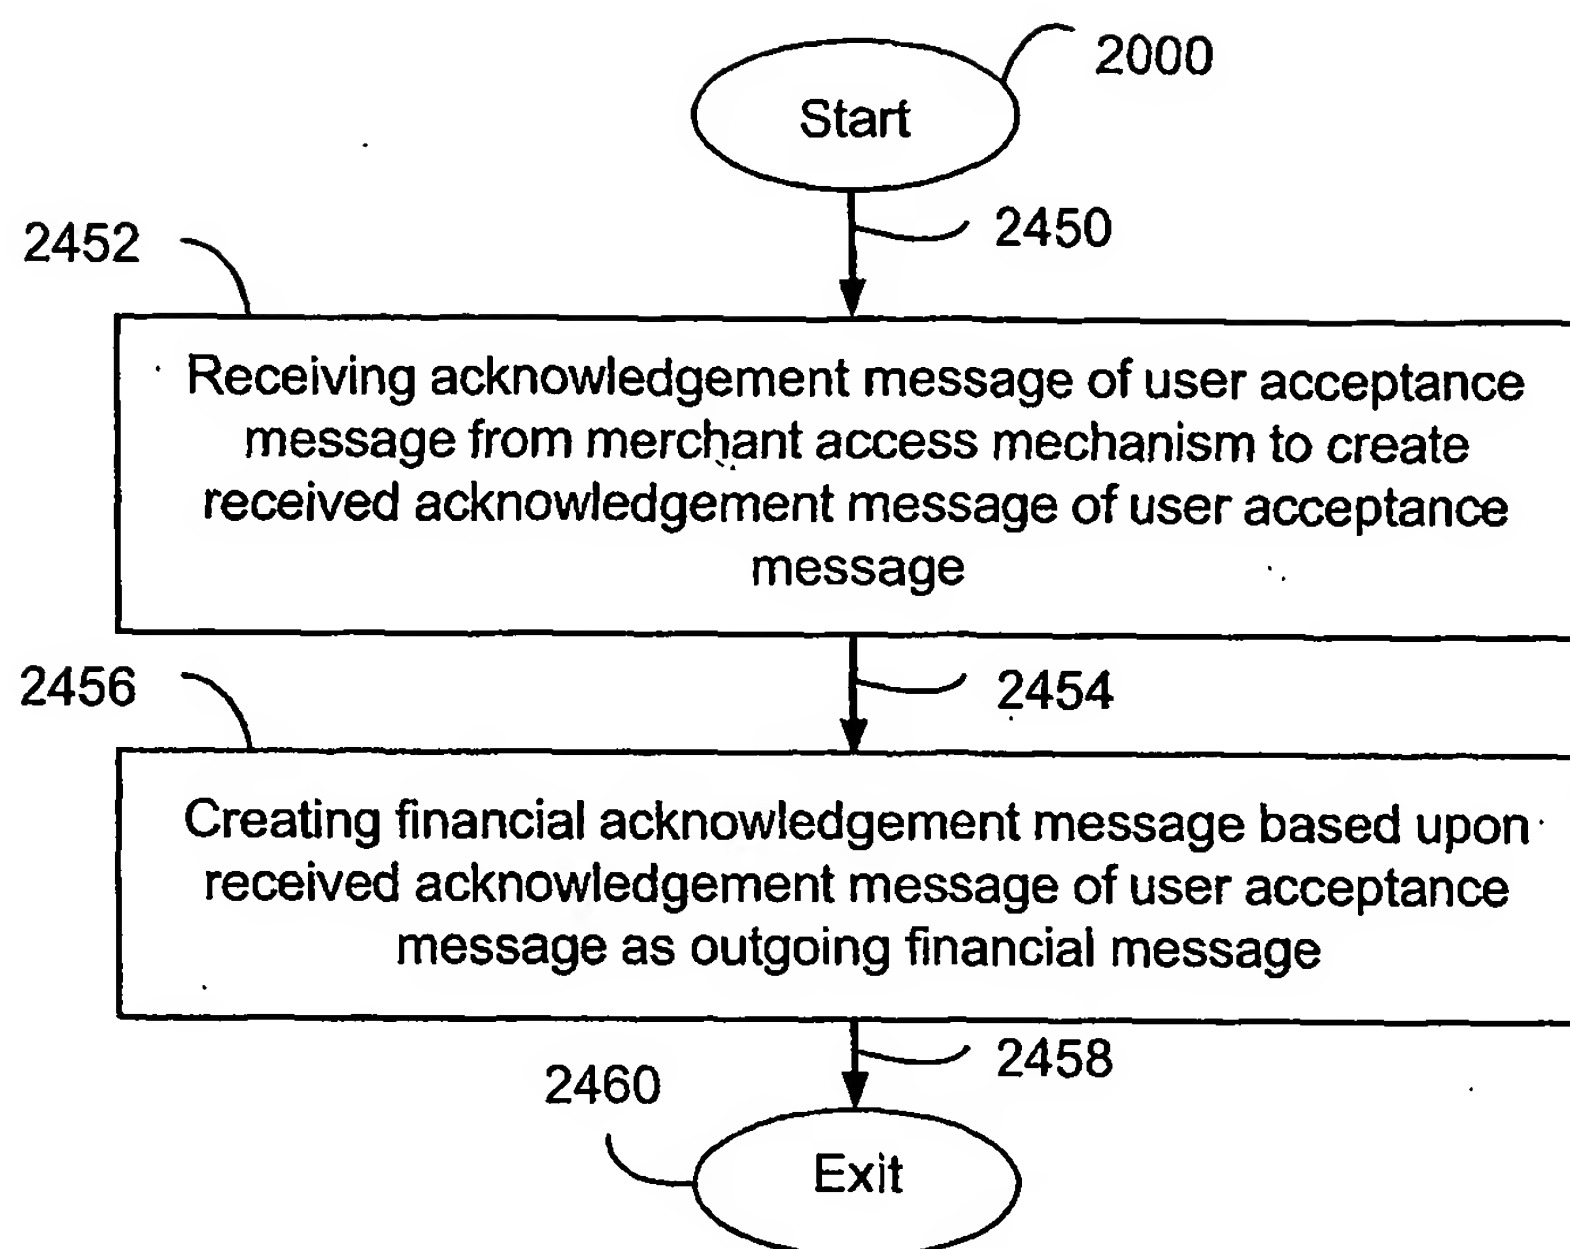 2000
Start
2450
2452
Receiving acknowledgement message of user acceptance
message from merchant access mechanism to create
received acknowledgement message of user acceptance
message
2454
2456
Creating financial acknowledgement message based upon
received acknowledgement message of user acceptance
message as outgoing financial message
2458
2460
Exit